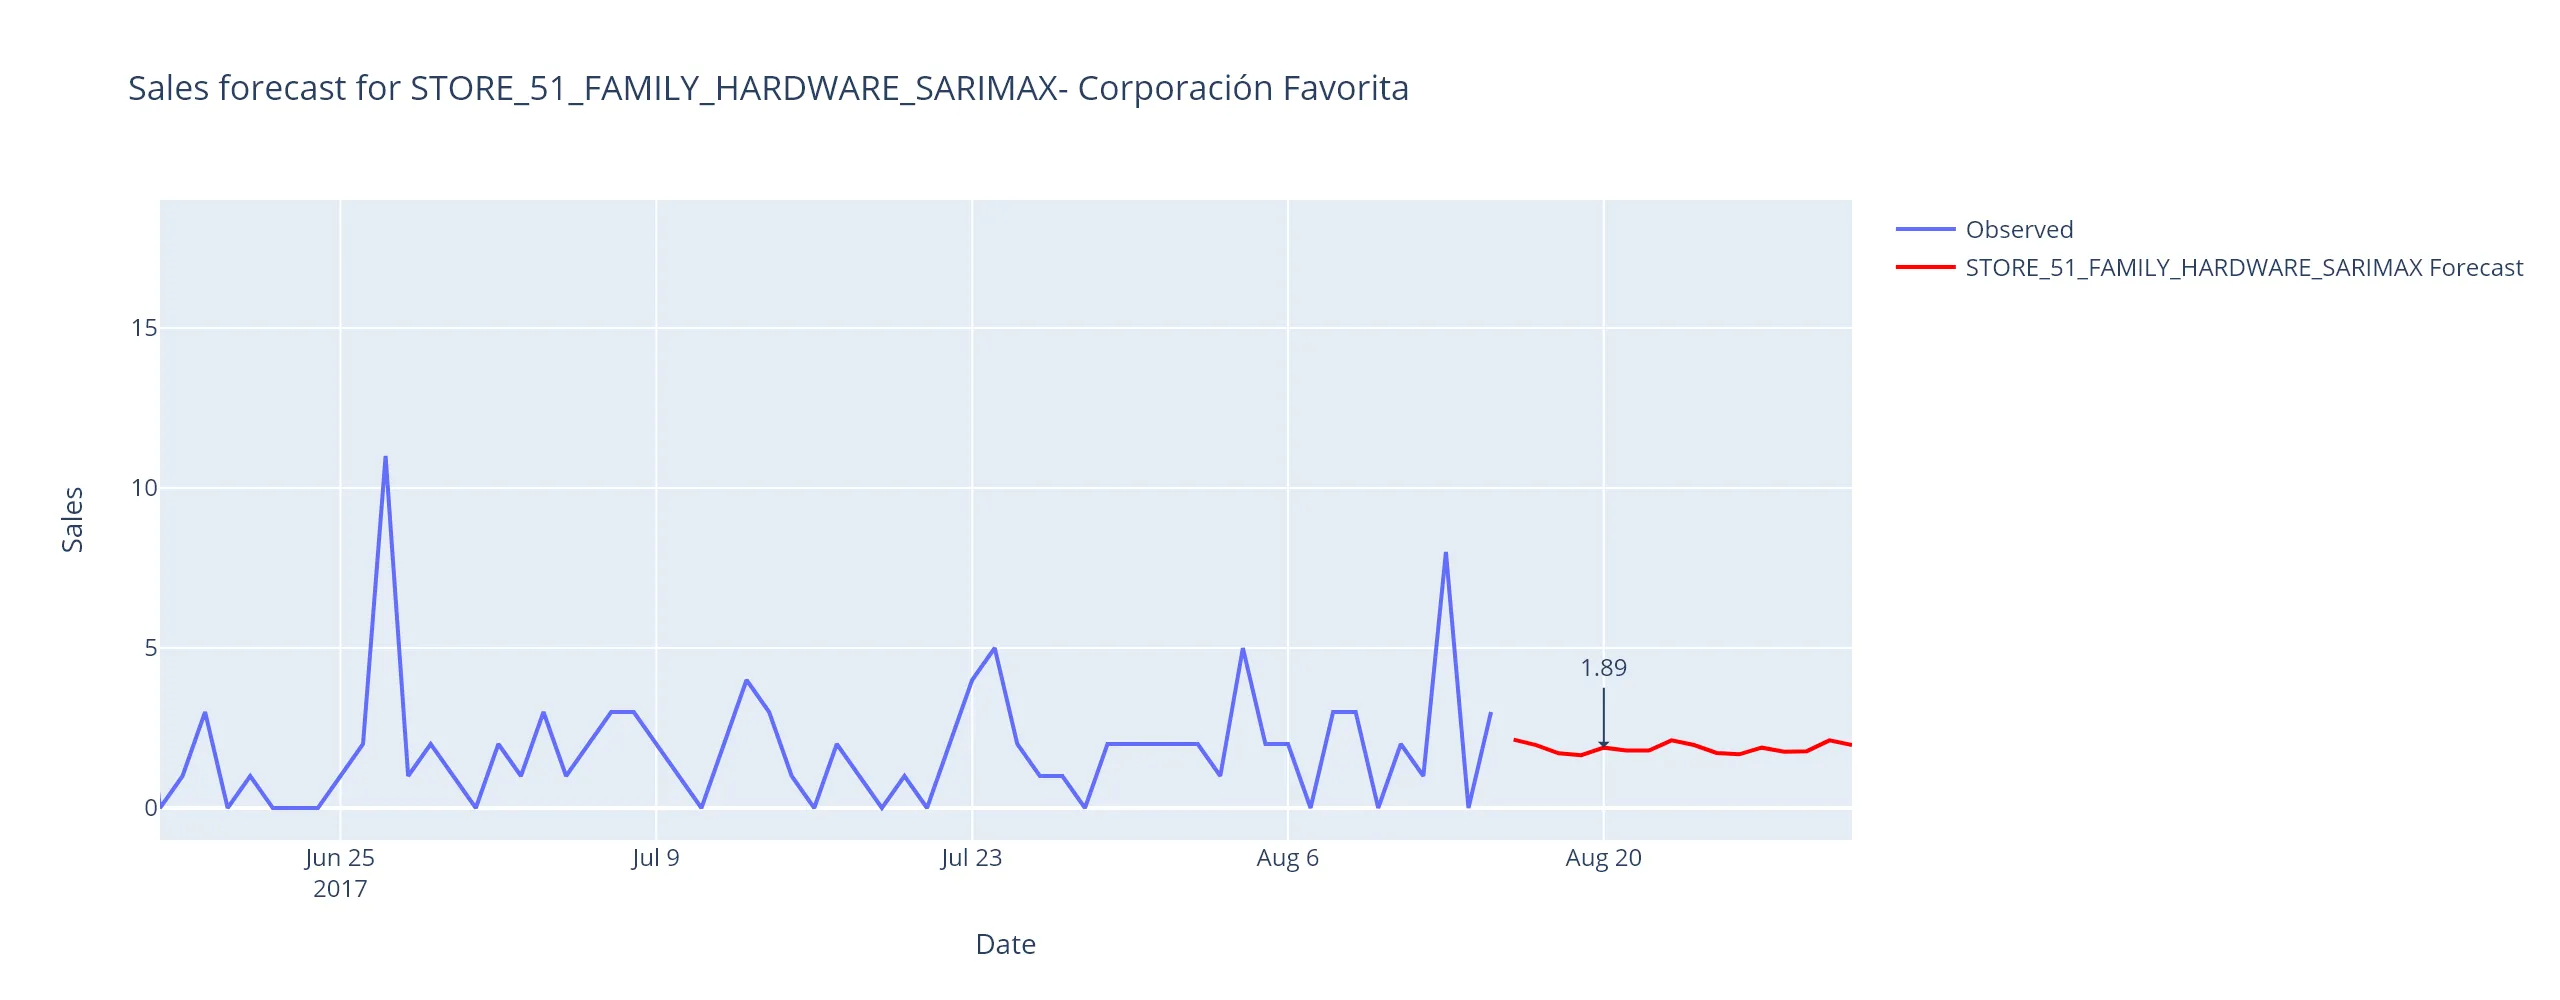 Sales forecast for STORE_51_FAMILY_HARDWARE_SARIMAX- Corporación Favorita
Observed
STORE_51_FAMILY_HARDWARE_SARIMAX Forecast
15
10
5
0
Sales
1.89
Jun 25
2017
Jul 9
Jul 23
Aug 6
Aug 20
Date